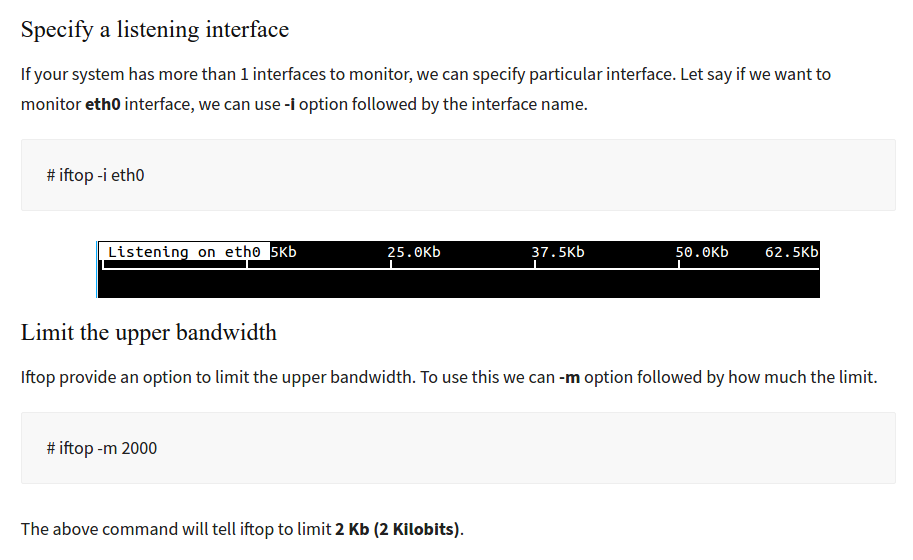 Specify a listening interface
If your system has more than 1 interfaces to monitor, we can specify particular interface. Let say if we want to
monitor eth0 interface, we can use -i option followed by the interface name.
# iftop -i eth0
Listening on eth0 5Kb 25.0Kb 37.5Kb 50.0Kb 62.5Kb
Limit the upper bandwidth
Iftop provide an option to limit the upper bandwidth. To use this we can -m option followed by how much the limit.
# iftop -m 2000
The above command will tell iftop to limit 2 Kb (2 Kilobits).